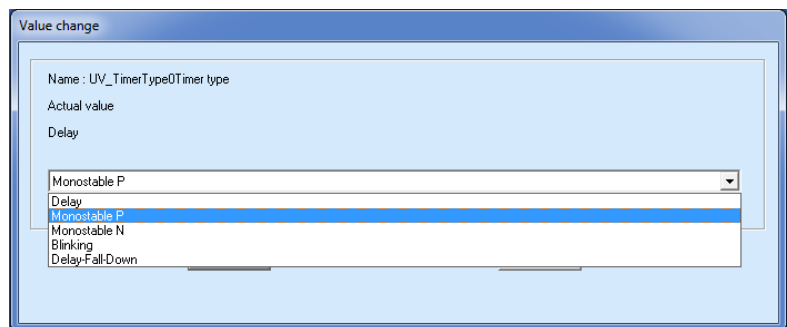 Value change
Name : UV_TimerType0Timer type
Actual value
Delay
Monostable P
Delay
Monostable P
Monostable N
Blinking
Delay-Fall-Down